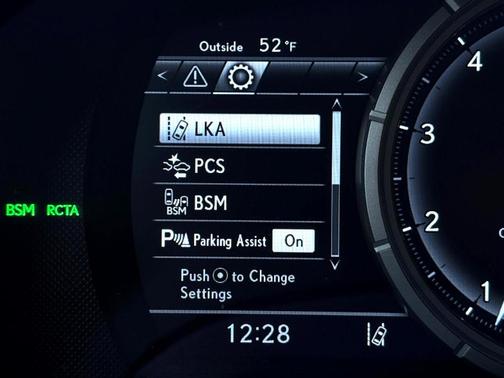 Outside 52°F
LKA
PCS
BSM
BSM
P Parking Assist On
Push to Change
Settings
12:28
BSM RCTA
4
3
2
1